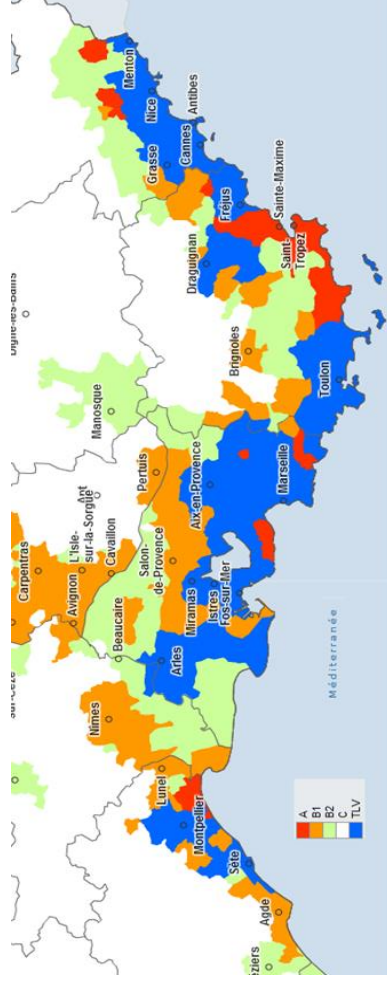 Carpentras
Avignon
L'Isle-
sur-la-Sorgue
Cavaillon
Manosque
Menton
Nîmes
Beaucaire
Pertuis
Nice
Salon-
de-Provence
Grasse
Lunel
Arles
Miramas
Aix-en-Provence
Draguignan
Cannes
Antibes
Montpellier
Istres
Fos-sur-Mer
Brignoles
Fréjus
Sète
Marseille
Sainte-Maxime
Saint-
Tropez
Agde
Toulon
ziers
Méditerranée
A
B1
B2
C
TLV